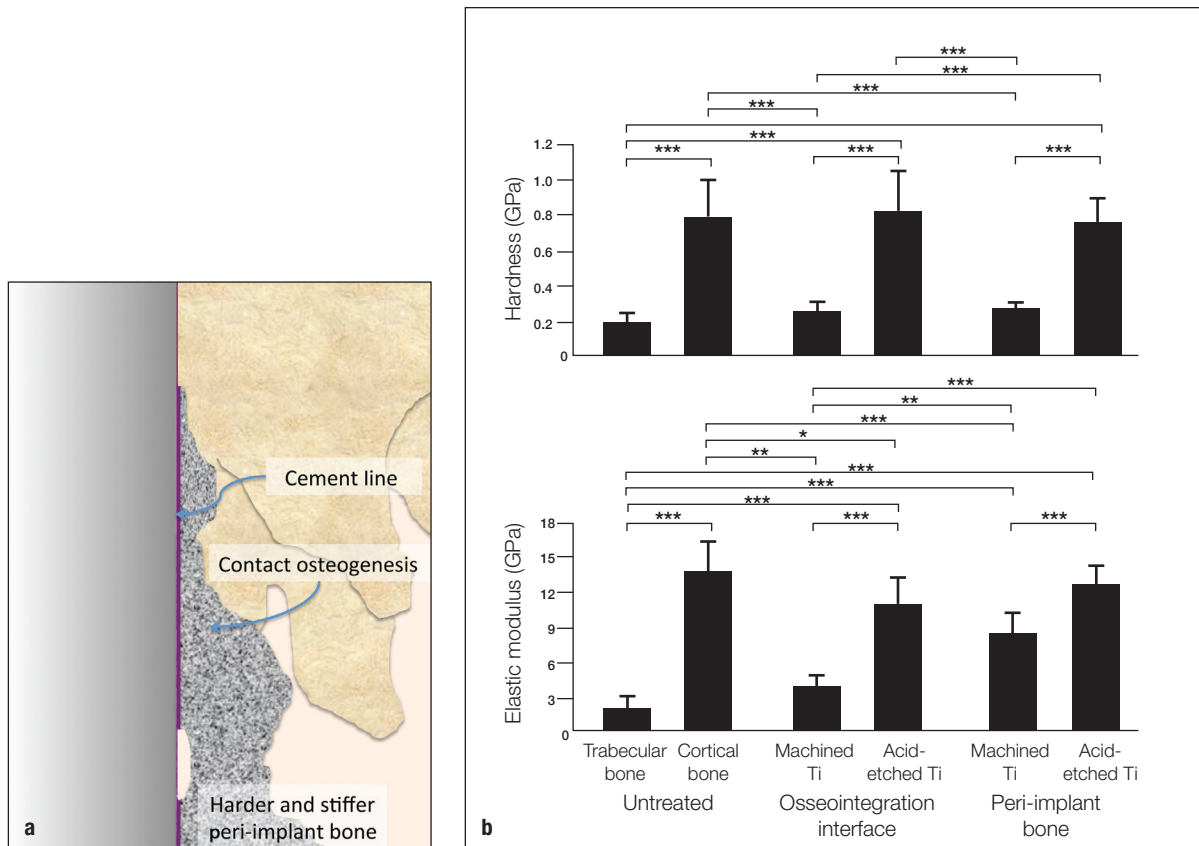 Cement line
Contact osteogenesis
Harder and stiffer
peri-implant bone
a
***
***
***
***
***
*** *** ***
Hardness (GPa)
1.2
1.0
0.8
0.6
0.4
0.2
0
***
**
***
*
**
***
***
***
*** *** ***
Elastic modulus (GPa)
18
15
12
9
6
3
0
Trabecular bone
Cortical bone
Machined Ti
Acid-etched Ti
Machined Ti
Acid-etched Ti
Untreated
Osseointegration interface
Peri-implant bone
b